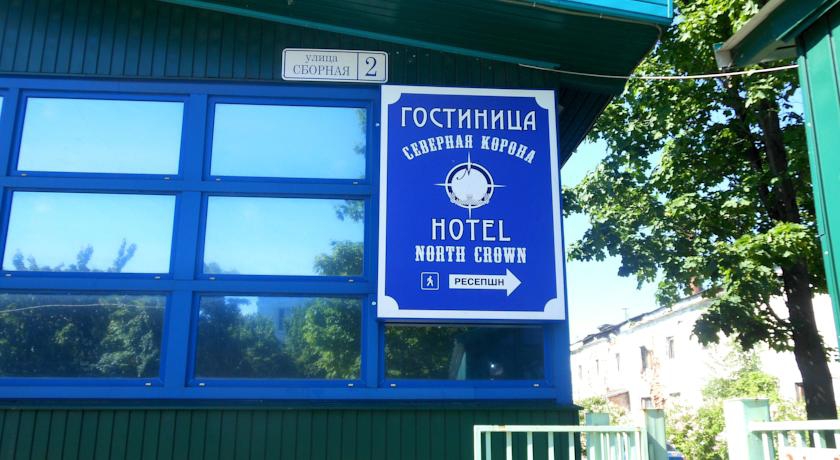 улица
СБОРНАЯ 2
ГОСТИНИЦА
СЕВЕРНАЯ КОРОНА
HOTEL
NORTH CROWN
РЕСЕПШН